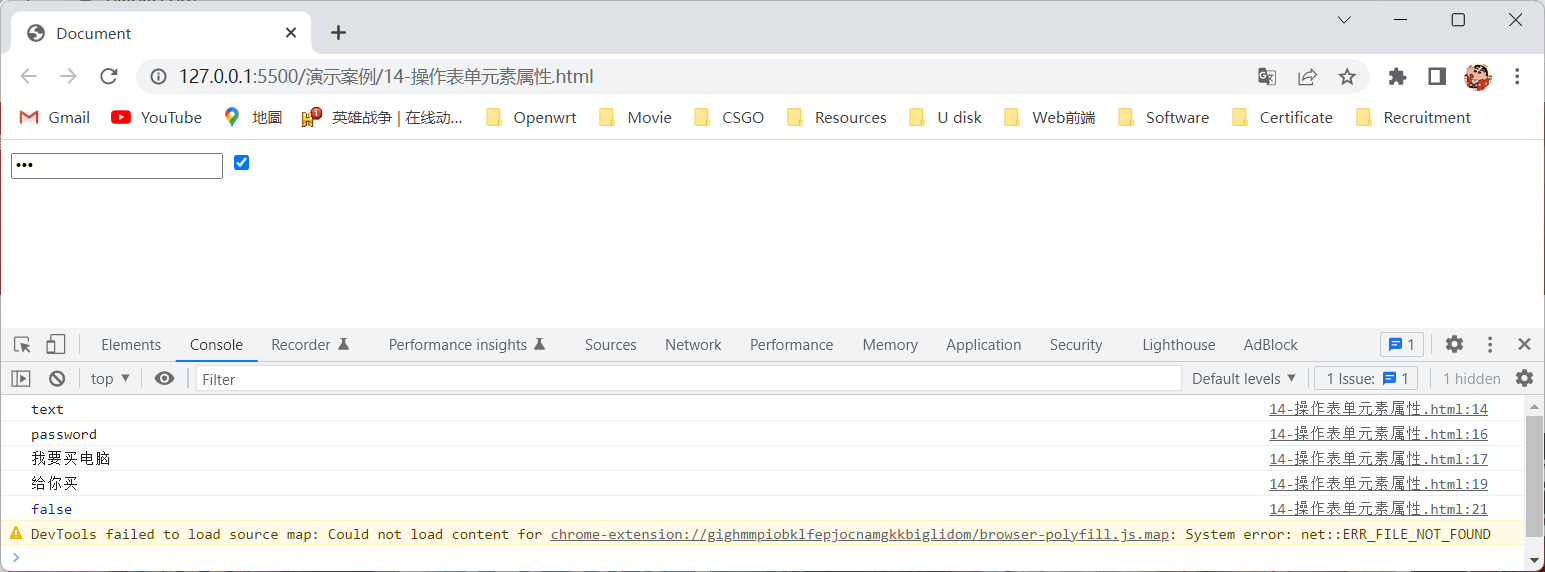 Document
127.0.0.1:5500/演示案例/14-操作表单元素属性.html
Gmail YouTube 地圖 英雄战争 | 在线动... Openwrt Movie CSGO Resources U disk Web前端 Software Certificate Recruitment
•••
Elements Console Recorder Performance insights Sources Network Performance Memory Application Security Lighthouse AdBlock 1
top Filter Default levels 1 Issue: 1 1 hidden
text 14-操作表单元素属性.html:14
password 14-操作表单元素属性.html:16
我要买电脑 14-操作表单元素属性.html:17
给你买 14-操作表单元素属性.html:19
false 14-操作表单元素属性.html:21
DevTools failed to load source map: Could not load content for chrome-extension://gighmmpiobklfepjocnamgkkbiglidom/browser-polyfill.js.map: System error: net::ERR_FILE_NOT_FOUND